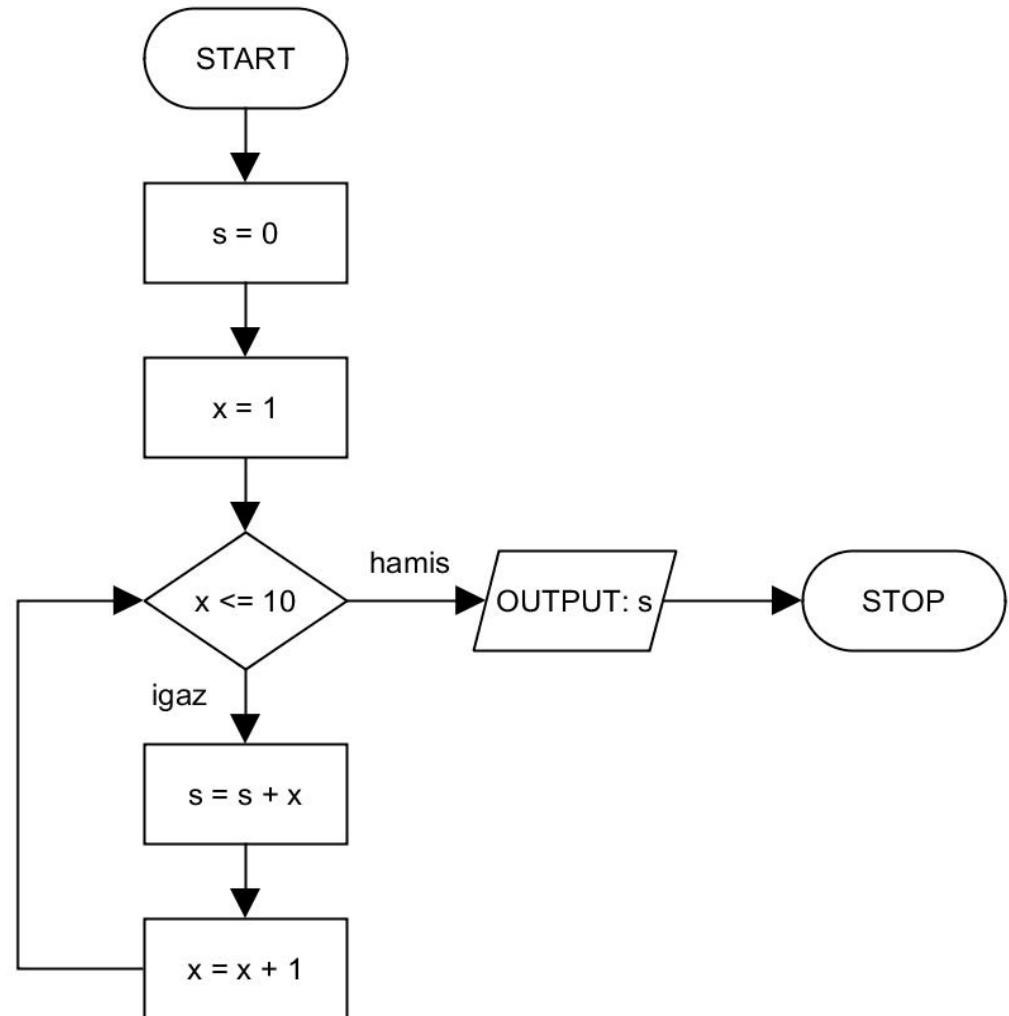 START
s = 0
x = 1
x <= 10
hamis
OUTPUT: s
STOP
igaz
s = s + x
x = x + 1